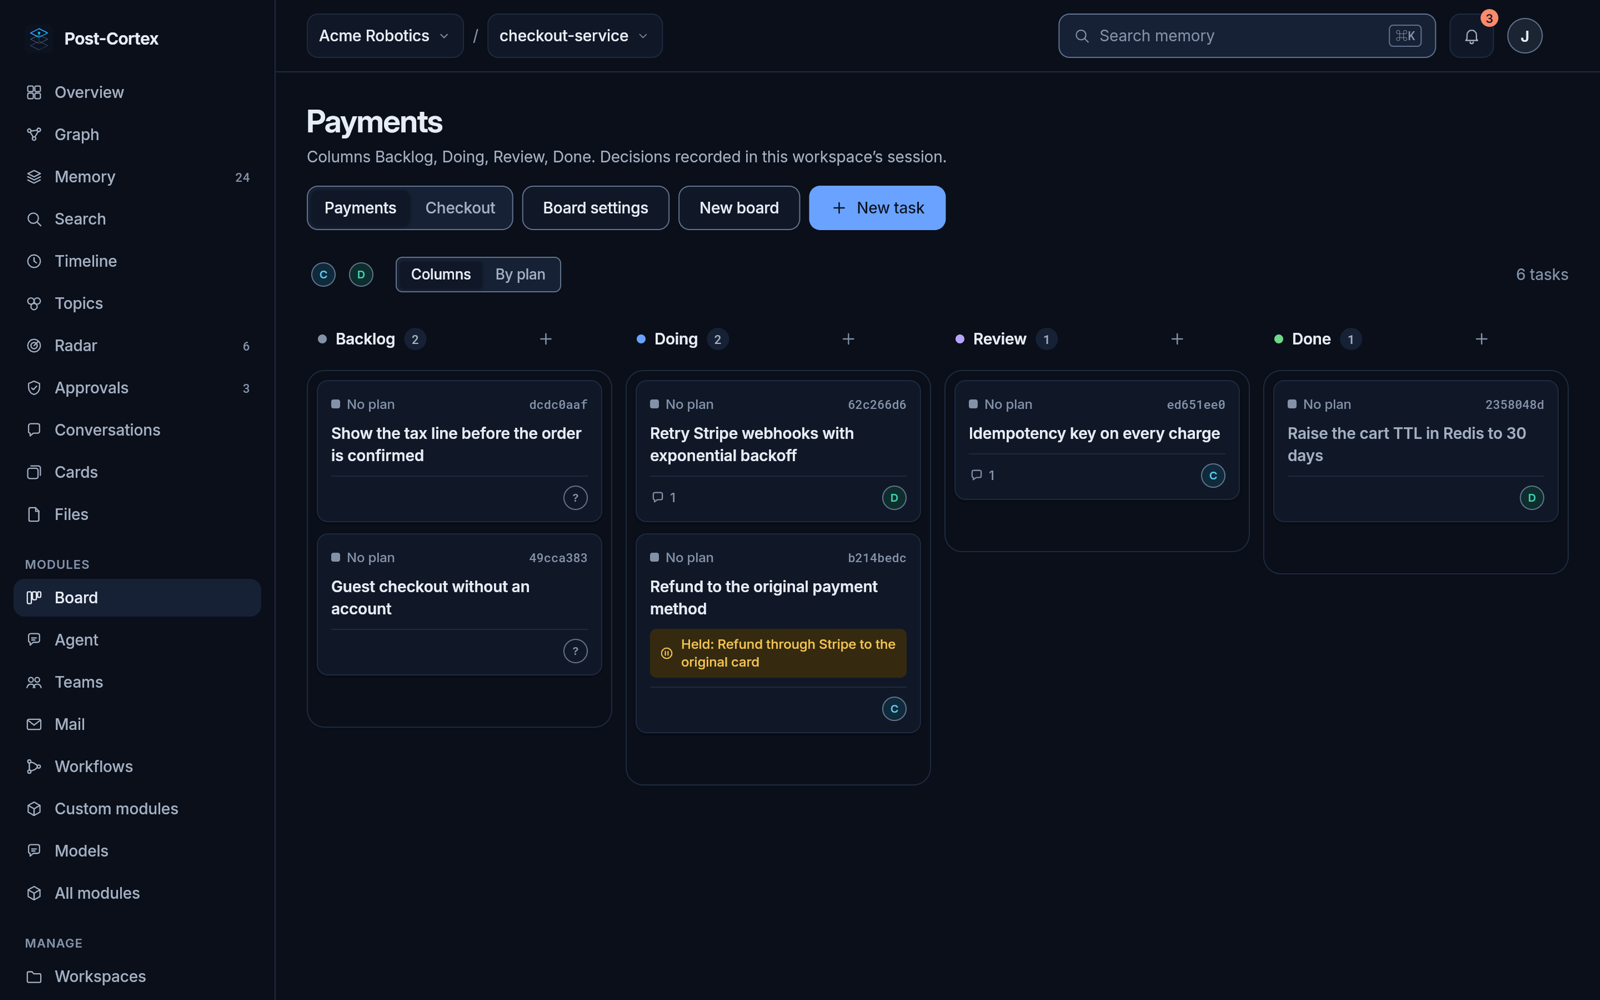 Post-Cortex
Overview
Graph
Memory 24
Search
Timeline
Topics
Radar 6
Approvals 3
Conversations
Cards
Files
MODULES
Board
Agent
Teams
Mail
Workflows
Custom modules
Models
All modules
MANAGE
Workspaces
Acme Robotics / checkout-service
Search memory ⌘K
3
J
Payments
Columns Backlog, Doing, Review, Done. Decisions recorded in this workspace’s session.
Payments Checkout Board settings New board + New task
C D Columns By plan 6 tasks
Backlog 2 +
No plan dcdc0aaf
Show the tax line before the order
is confirmed
?
No plan 49cca383
Guest checkout without an
account
?
Doing 2 +
No plan 62c266d6
Retry Stripe webhooks with
exponential backoff
1 D
No plan b214bedc
Refund to the original payment
method
Held: Refund through Stripe to the
original card
C
Review 1 +
No plan ed651ee0
Idempotency key on every charge
1 C
Done 1 +
No plan 2358048d
Raise the cart TTL in Redis to 30
days
D